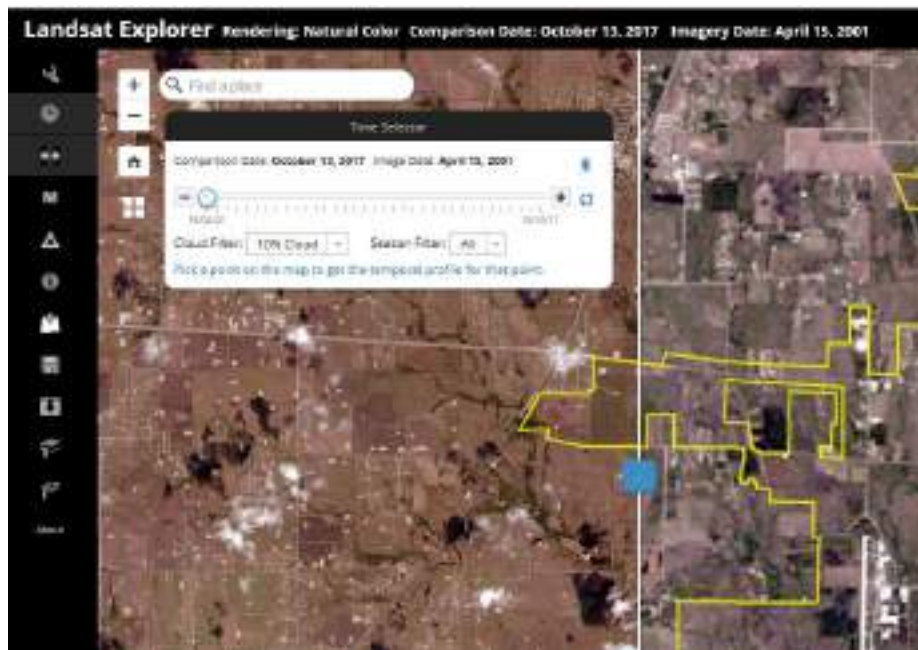 Landsat Explorer Rendering: Natural Color Comparison Date: October 13, 2017 Imagery Date: April 15, 2001
Find a place
Time Selector
Comparison Date: October 13, 2017 Image Date: April 15, 2001
Cloud Filter: 10% Cloud Season Filter: All
Pick a point on the map to get the temporal profile for that point.
About